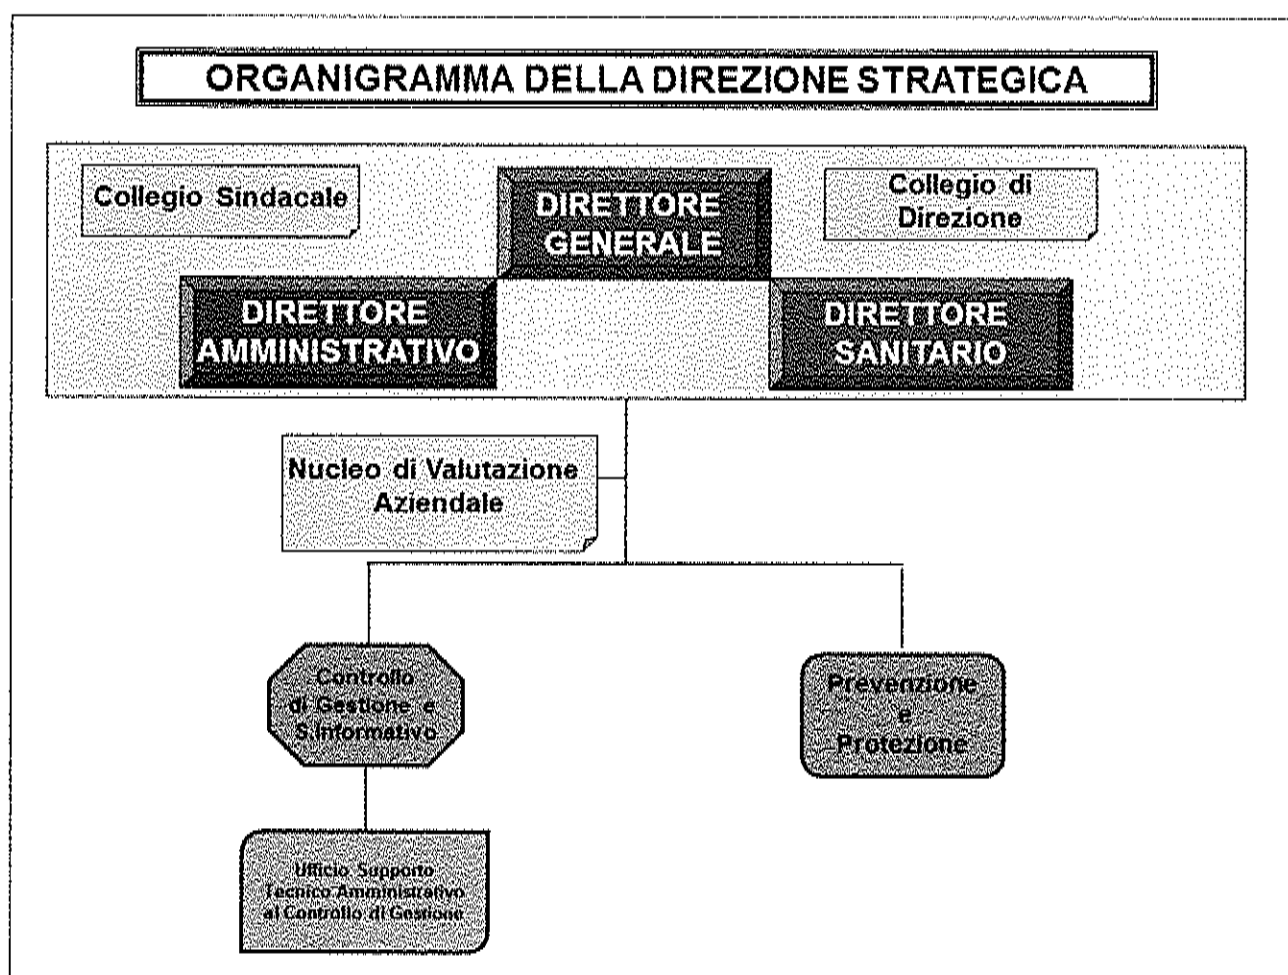 ORGANIGRAMMA DELLA DIREZIONE STRATEGICA
Collegio Sindacale
DIRETTORE
GENERALE
Collegio di
Direzione
DIRETTORE
AMMINISTRATIVO
DIRETTORE
SANITARIO
Nucleo di Valutazione
Aziendale
Controllo
di Gestione e
S.Informativo
Prevenzione
e
Protezione
Ufficio Supporto
Tecnico Amministrativo
al Controllo di Gestione